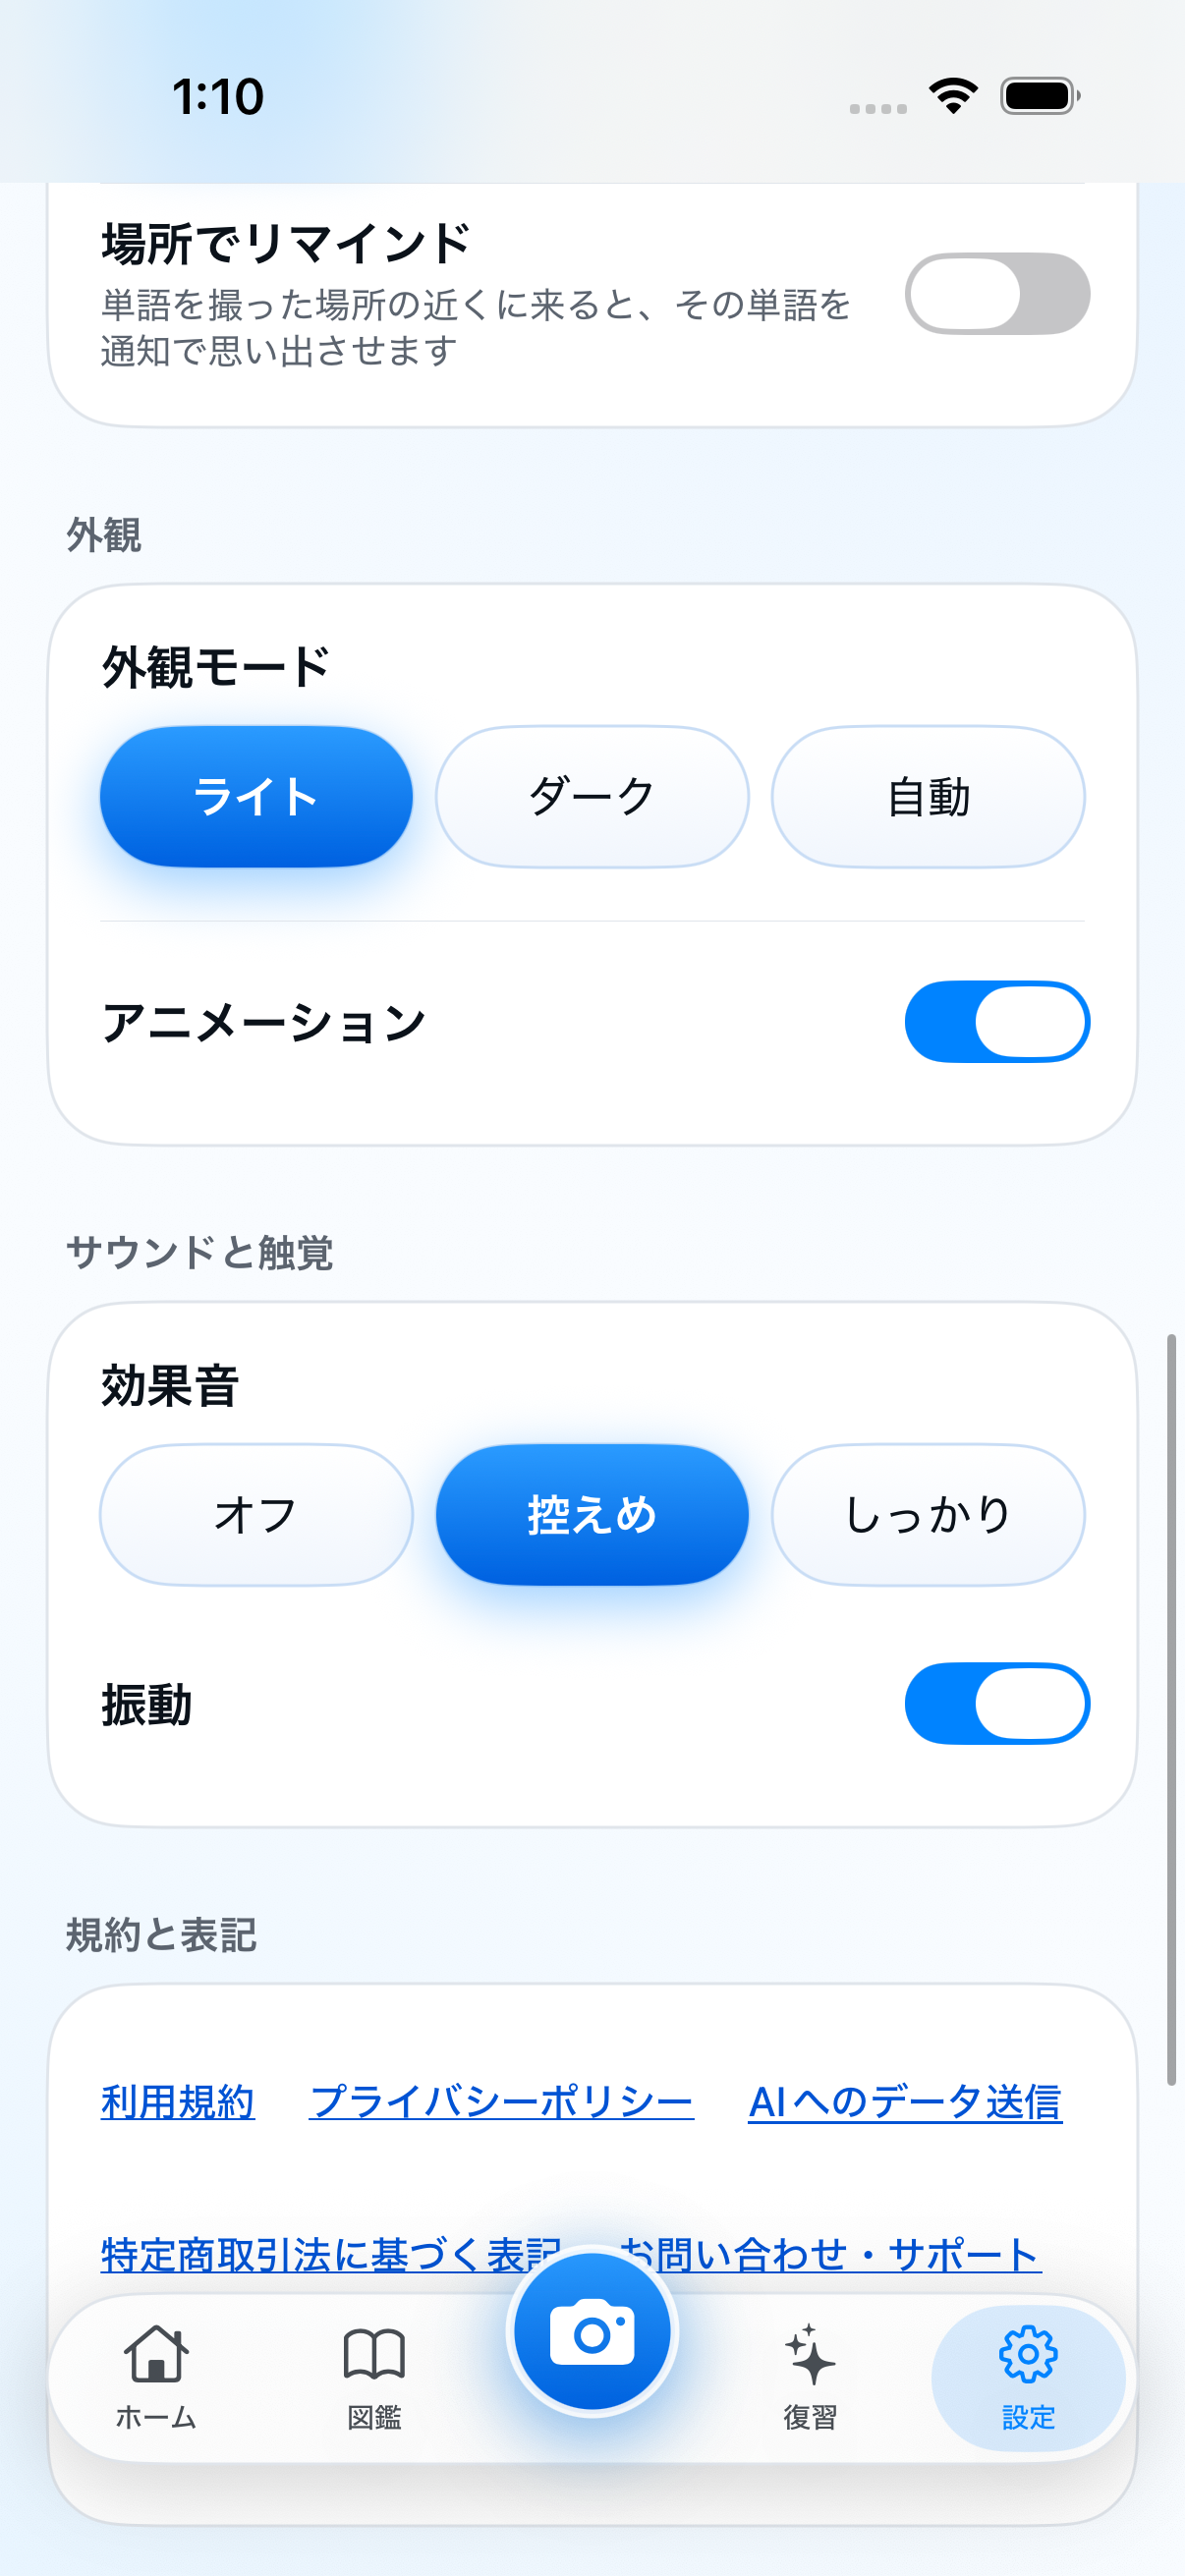 1:10
場所でリマインド
単語を撮った場所の近くに来ると、その単語を
通知で思い出させます
外観
外観モード
ライト ダーク 自動
アニメーション
サウンドと触覚
効果音
オフ 控えめ しっかり
振動
規約と表記
利用規約 プライバシーポリシー AIへのデータ送信
特定商取引法に基づく表記 お問い合わせ・サポート
ホーム 図鑑 復習 設定